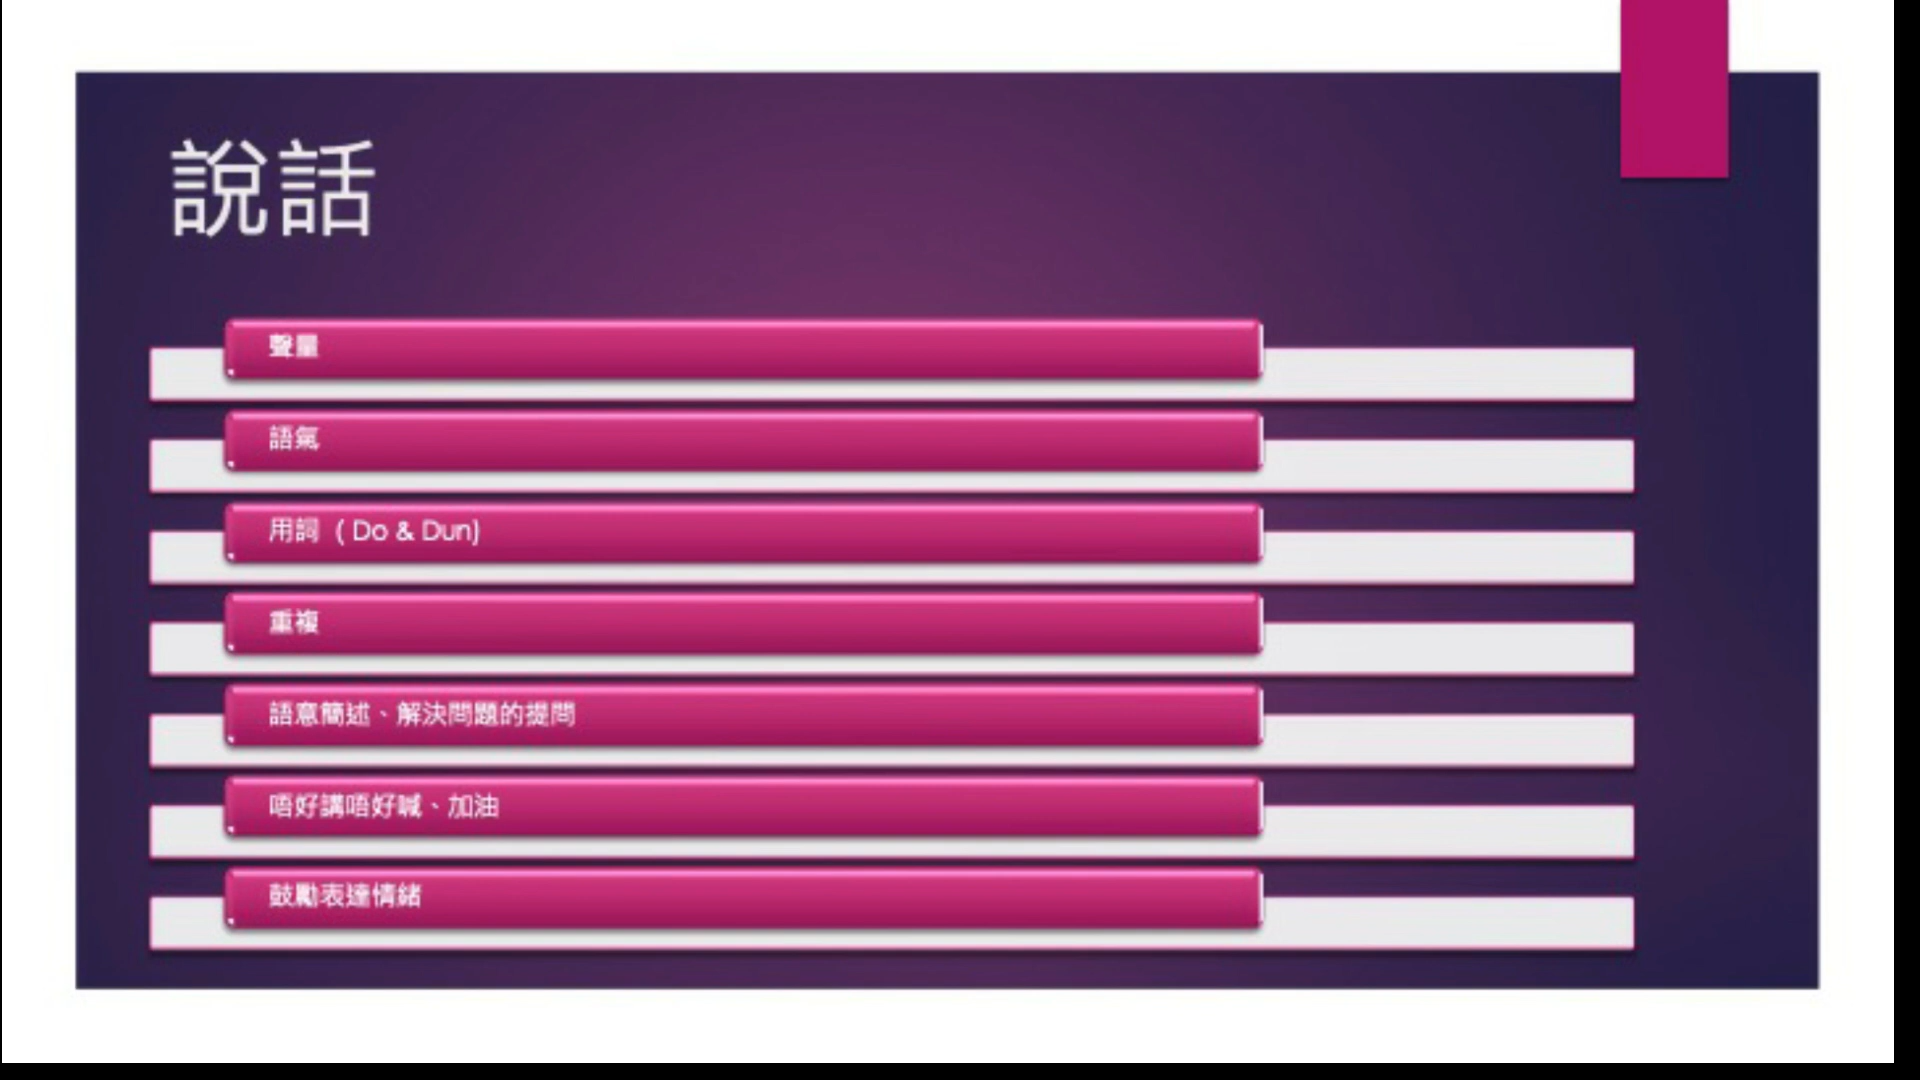 說話
聲量
語氣
用詞 ( Do & Dun)
重複
語意簡述、解決問題的提問
唔好講唔好喊、加油
鼓勵表達情緒